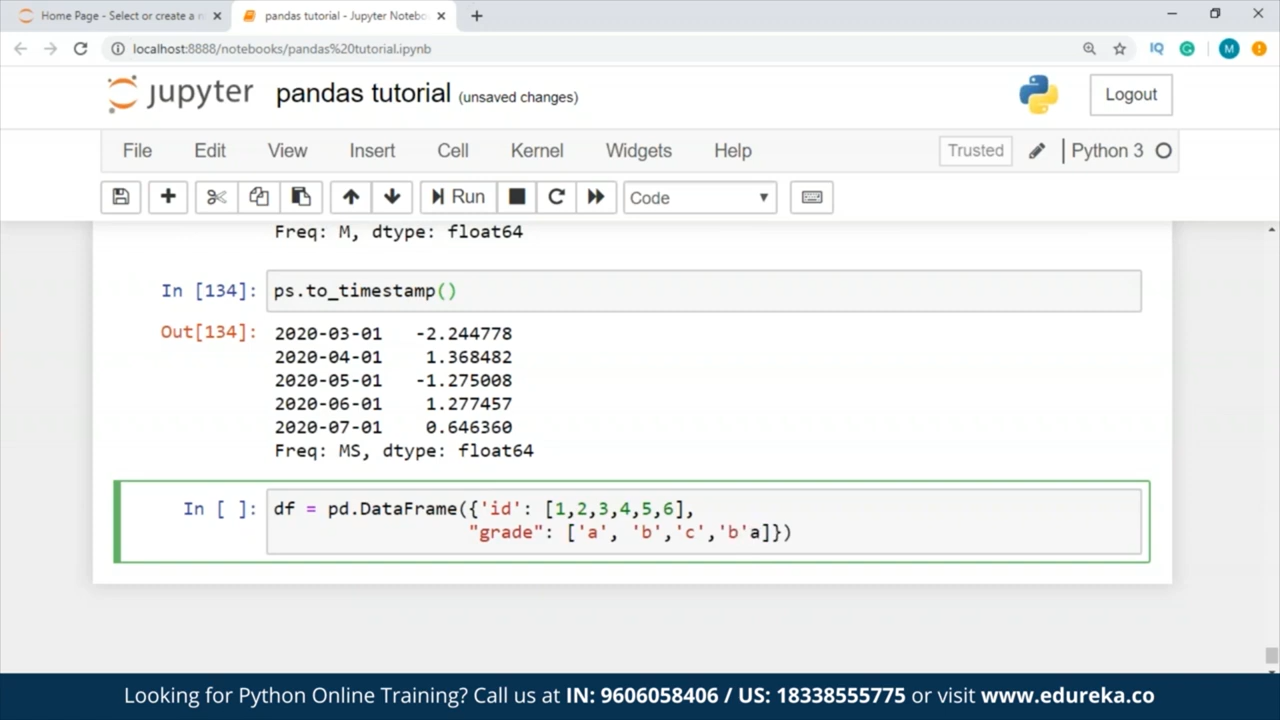 Home Page - Select or create a n
pandas tutorial - Jupyter Notebo
localhost:8888/notebooks/pandas%20tutorial.ipynb
IQ
G
M
jupyter pandas tutorial (unsaved changes)
Logout
File Edit View Insert Cell Kernel Widgets Help
Trusted
Python 3
Run
Code
Freq: M, dtype: float64
In [134]: ps.to_timestamp()
Out[134]: 2020-03-01 -2.244778
2020-04-01 1.368482
2020-05-01 -1.275008
2020-06-01 1.277457
2020-07-01 0.646360
Freq: MS, dtype: float64
In [ ]: df = pd.DataFrame({'id': [1,2,3,4,5,6],
"grade": ['a', 'b','c','b'a]})
Looking for Python Online Training? Call us at IN: 9606058406 / US: 18338555775 or visit www.edureka.co